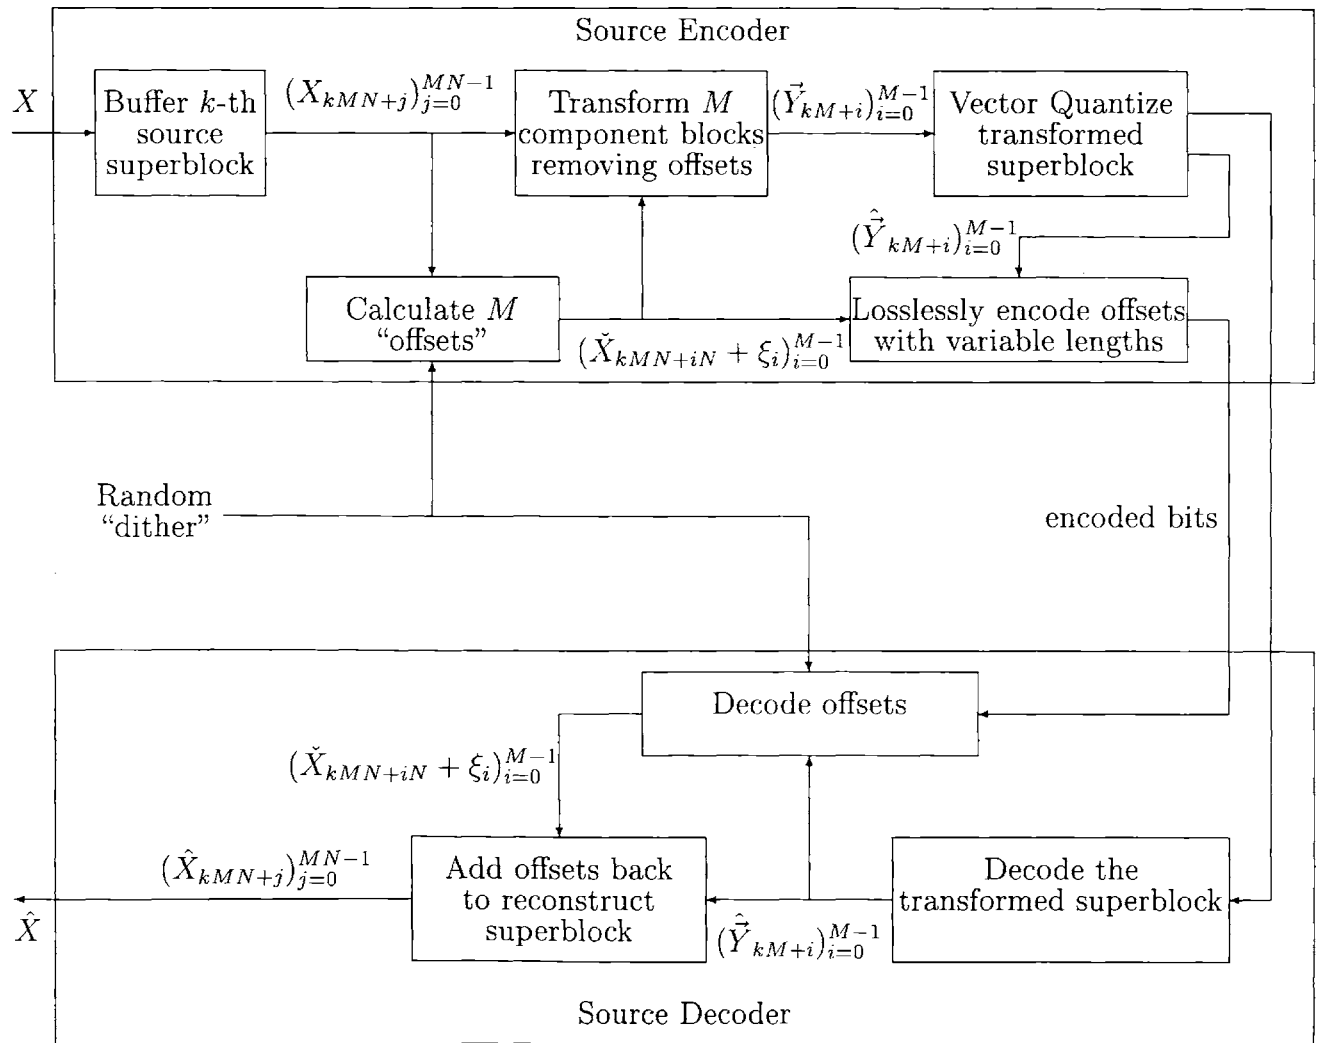 Source Encoder
X
Buffer k-th
source
superblock
(X_{kMN+j})_{j=0}^{MN-1}
Transform M
component blocks
removing offsets
(\vec{Y}_{kM+i})_{i=0}^{M-1}
Vector Quantize
transformed
superblock
(\hat{\vec{Y}}_{kM+i})_{i=0}^{M-1}
Calculate M
“offsets”
(\check{X}_{kMN+iN} + ξ_i)_{i=0}^{M-1}
Losslessly encode offsets
with variable lengths
Random
“dither”
encoded bits
Decode offsets
(\check{X}_{kMN+iN} + ξ_i)_{i=0}^{M-1}
(\hat{X}_{kMN+j})_{j=0}^{MN-1}
\hat{X}
Add offsets back
to reconstruct
superblock
(\hat{\vec{Y}}_{kM+i})_{i=0}^{M-1}
Decode the
transformed superblock
Source Decoder